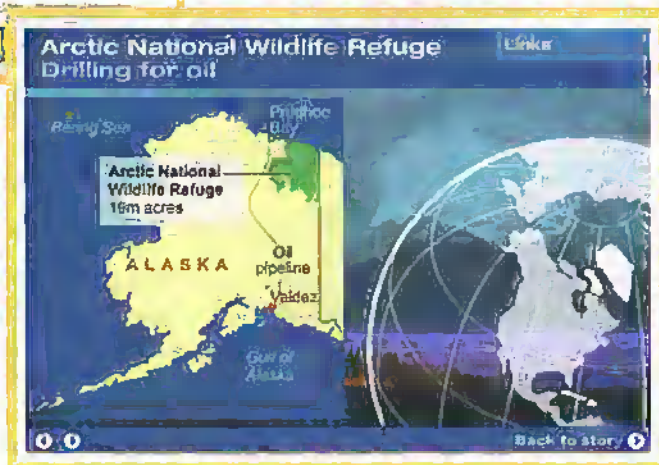 Arctic National Wildlife Refuge
Links
Drilling for oil
Bering Sea
Prudhoe
Bay
Arctic National
Wildlife Refuge
19m acres
ALASKA
Oil
pipeline
Valdez
Gulf of
Alaska
Back to story